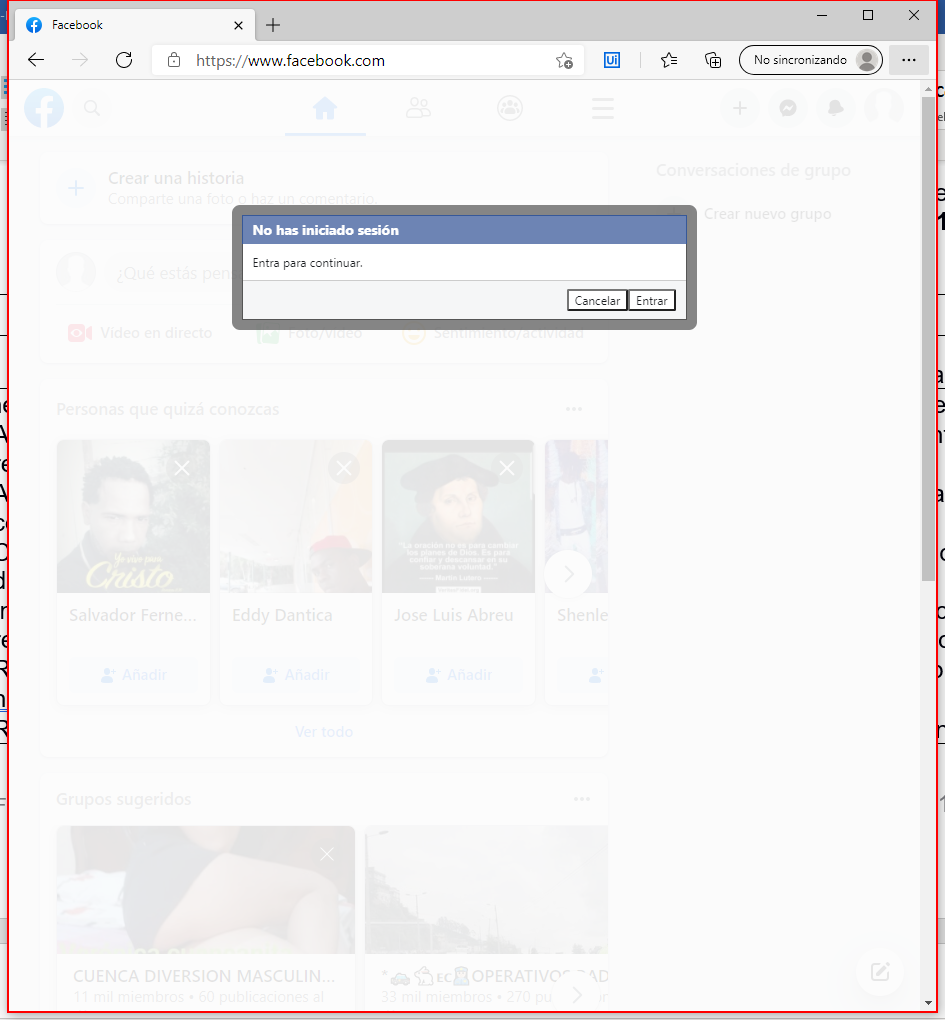 Facebook
https://www.facebook.com
No sincronizando
Crear una historia
Comparte una foto o haz un comentario.
Conversaciones de grupo
Crear nuevo grupo
No has iniciado sesión
Entra para continuar.
Cancelar Entrar
¿Qué estás
Vídeo en directo
Foto/vídeo
Sentimiento/actividad
Personas que quizá conozcas
Yo vivo para
Cristo
"La oración no es para cambiar
los planes de Dios. Es para
confiar y descansar en su
soberana voluntad."
Martín Lutero
Salvador Ferne...
Eddy Dantica
Jose Luis Abreu
Shenle
Añadir
Añadir
Añadir
Ver todo
Grupos sugeridos
CUENCA DIVERSION MASCULIN...
11 mil miembros • 60 publicaciones al
OPERATIVOS
33 mil miembros • 270 pu